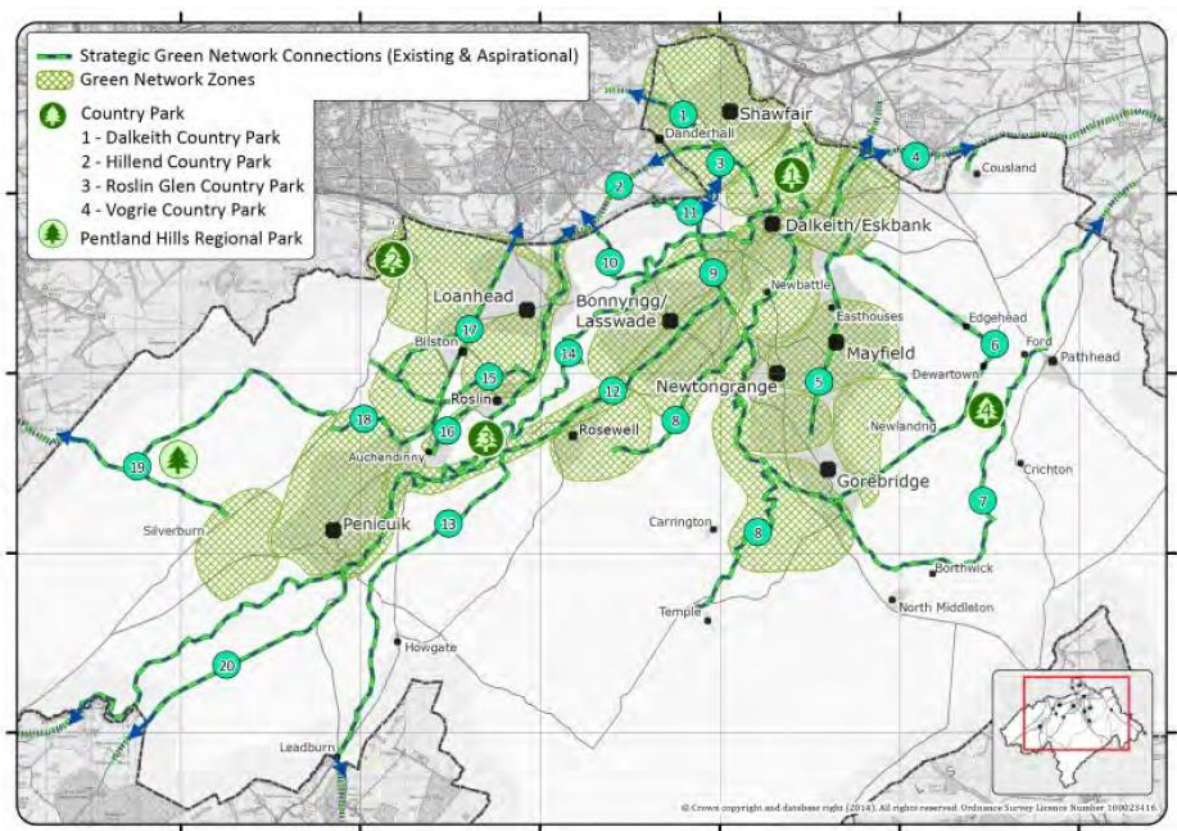 Strategic Green Network Connections (Existing & Aspirational)
Green Network Zones
Country Park
1 - Dalkeith Country Park
2 - Hillend Country Park
3 - Roslin Glen Country Park
4 - Vogrie Country Park
Pentland Hills Regional Park
1
Shawfair
Danderhall
3
4
Cousland
1
2
11
Dalkeith/Eskbank
2
10
9
Newbattle
Loanhead
Bonnyrigg/
Lasswade
Easthouses
Edgehead
17
Bilston
14
Mayfield
6
Ford
Pathhead
Dewartown
15
Newtongrange
5
12
Roslin
4
18
16
3
Rosewell
8
Newlandrig
Auchendinny
19
Crichton
Gorebridge
7
Silverburn
Penicuik
13
Carrington
8
Borthwick
North Middleton
Temple
Howgate
20
Leadburn
© Crown copyright and database right (2014). All rights reserved. Ordnance Survey Licence Number 100023416